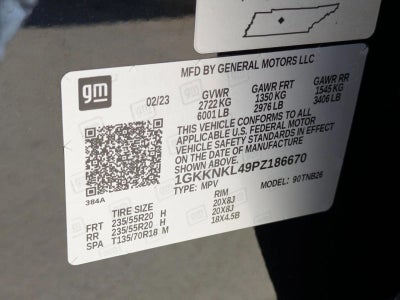 gm
MFD BY GENERAL MOTORS LLC
02/23 GVWR GAWR FRT GAWR RR
2722 KG 1350 KG 1545 KG
6001 LB 2976 LB 3406 LB
THIS VEHICLE CONFORMS TO ALL
APPLICABLE U.S. FEDERAL MOTOR
VEHICLE SAFETY STANDARDS IN EFFECT
ON THE DATE OF MANUFACTURE
SHOWN ABOVE.
1GKKNKL49PZ186670
384A TYPE: MPV MODEL: 90TNB26
TIRE SIZE RIM
FRT 235/55R20 H 20X8J
RR 235/55R20 H 20X8J
SPA T135/70R18 M 18X4.5B